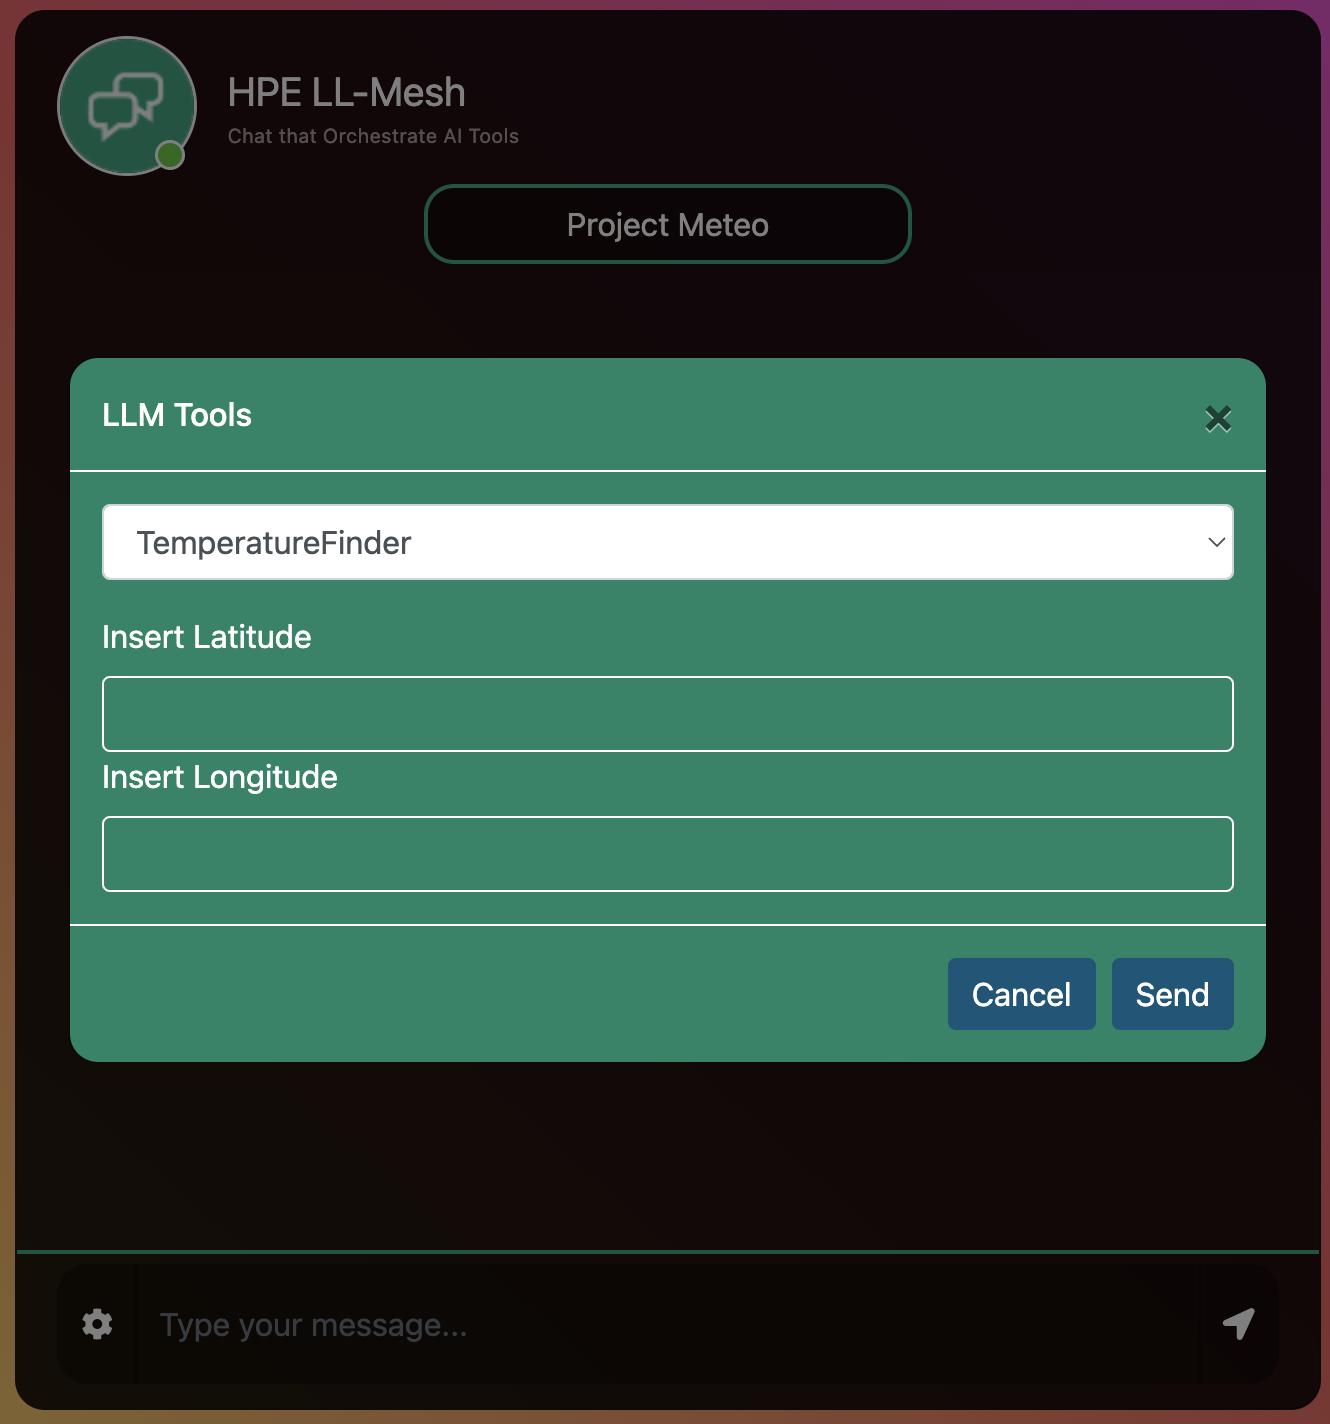 HPE LL-Mesh
Chat that Orchestrate AI Tools
Project Meteo
LLM Tools
TemperatureFinder
Insert Latitude
Insert Longitude
Cancel
Send
Type your message...